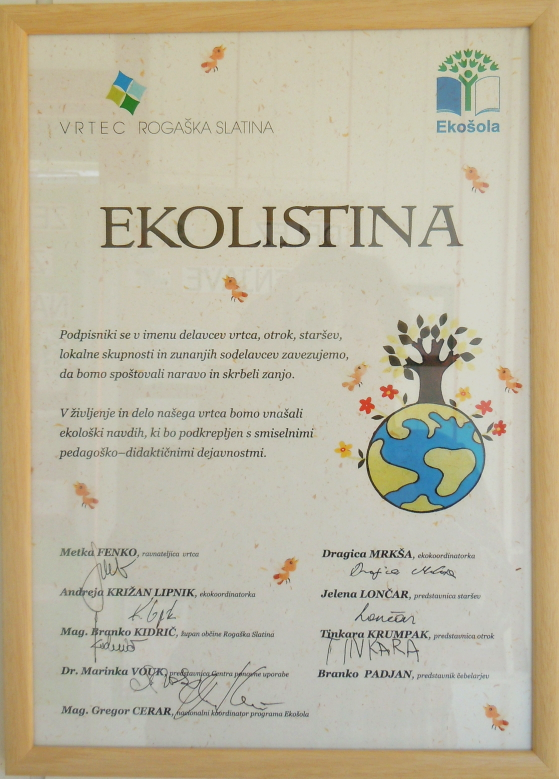 VRTEC ROGAŠKA SLATINA
Ekošola
EKOLISTINA
Podpisniki se v imenu delavcev vrtca, otrok, staršev,
lokalne skupnosti in zunanjih sodelavcev zavezujemo,
da bomo spoštovali naravo in skrbeli zanjo.
V življenje in delo našega vrtca bomo vnašali
ekološki navdih, ki bo podkrepljen s smiselnimi
pedagoško–didaktičnimi dejavnostmi.
Metka FENKO, ravnateljica vrtca
Andreja KRIŽAN LIPNIK, ekokoordinatorka
Mag. Branko KIDRIČ, župan občine Rogaška Slatina
Dr. Marinka VOUK, predstavnica Centra ponovne uporabe
Mag. Gregor CERAR, nacionalni koordinator programa Ekošola
Dragica MRKŠA, ekokoordinatorka
Dragica Mrkša
Jelena LONČAR, predstavnica staršev
Lončar
Tinkara KRUMPAK, predstavnica otrok
TINKARA
Branko PADJAN, predstavnik čebelarjev